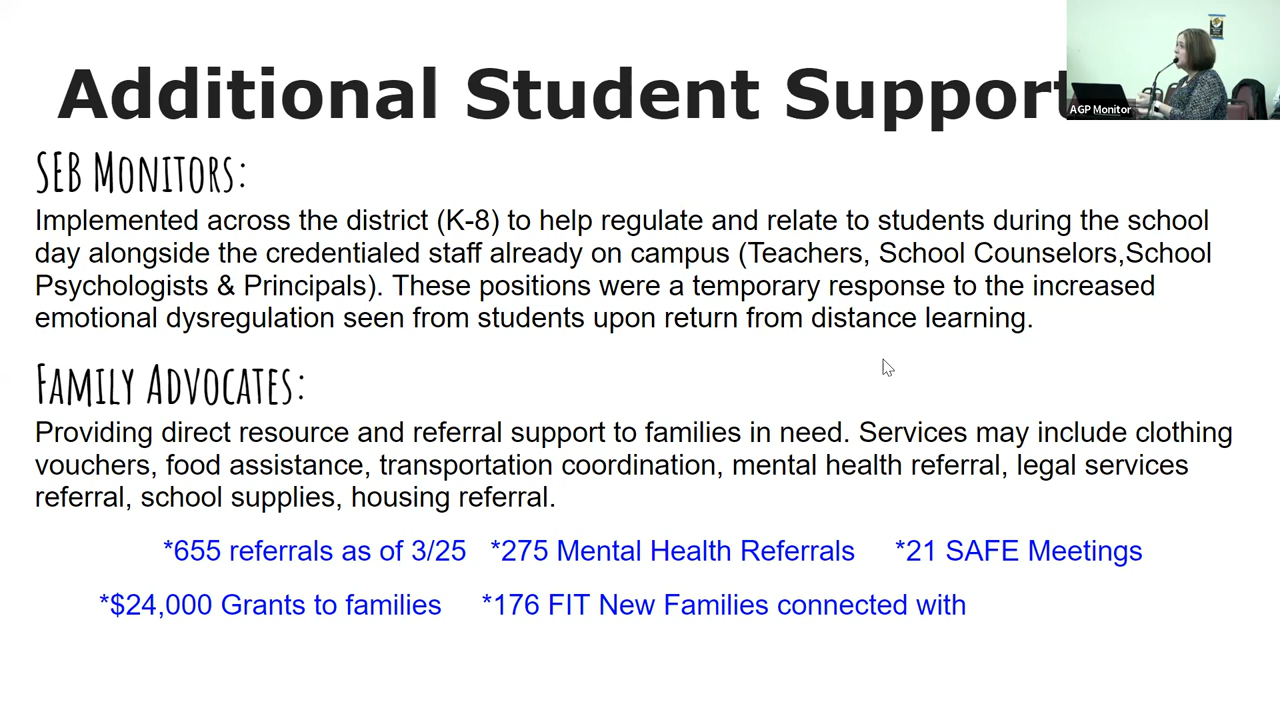 Additional Student Support
AGP Monitor
SEB Monitors:
Implemented across the district (K-8) to help regulate and relate to students during the school
day alongside the credentialed staff already on campus (Teachers, School Counselors,School
Psychologists & Principals). These positions were a temporary response to the increased
emotional dysregulation seen from students upon return from distance learning.
Family Advocates:
Providing direct resource and referral support to families in need. Services may include clothing
vouchers, food assistance, transportation coordination, mental health referral, legal services
referral, school supplies, housing referral.
*655 referrals as of 3/25 *275 Mental Health Referrals *21 SAFE Meetings
*$24,000 Grants to families *176 FIT New Families connected with